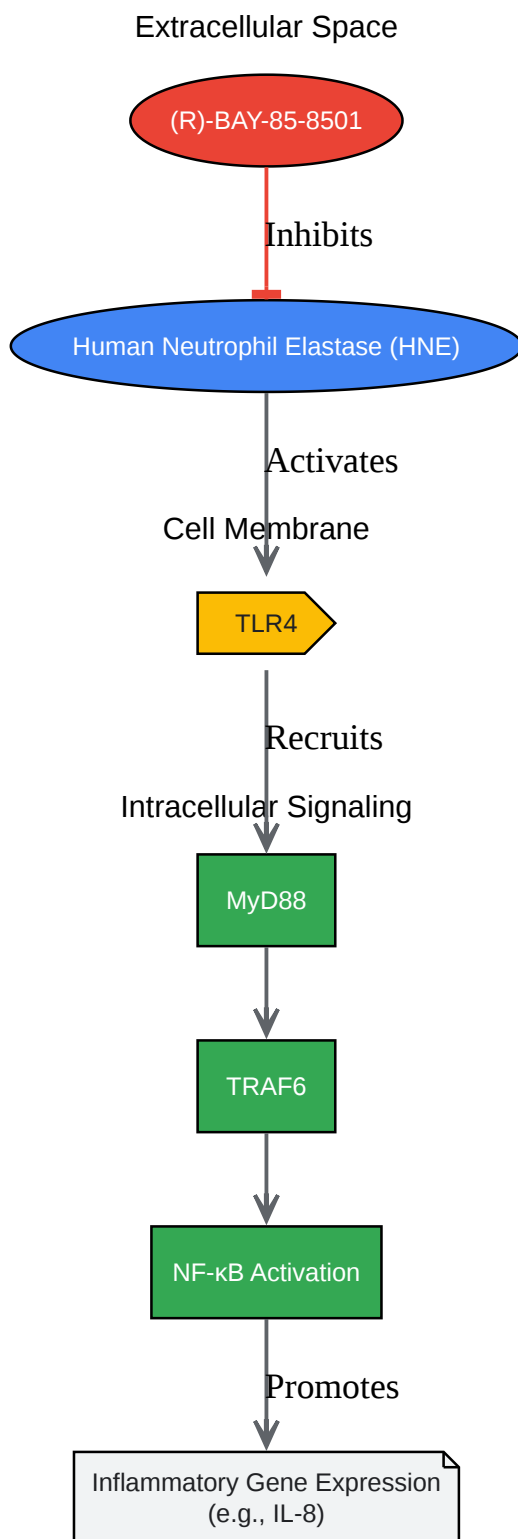 Extracellular Space
(R)-BAY-85-8501
Inhibits
Human Neutrophil Elastase (HNE)
Activates
Cell Membrane
TLR4
Recruits
Intracellular Signaling
MyD88
TRAF6
NF-κB Activation
Promotes
Inflammatory Gene Expression
(e.g., IL-8)